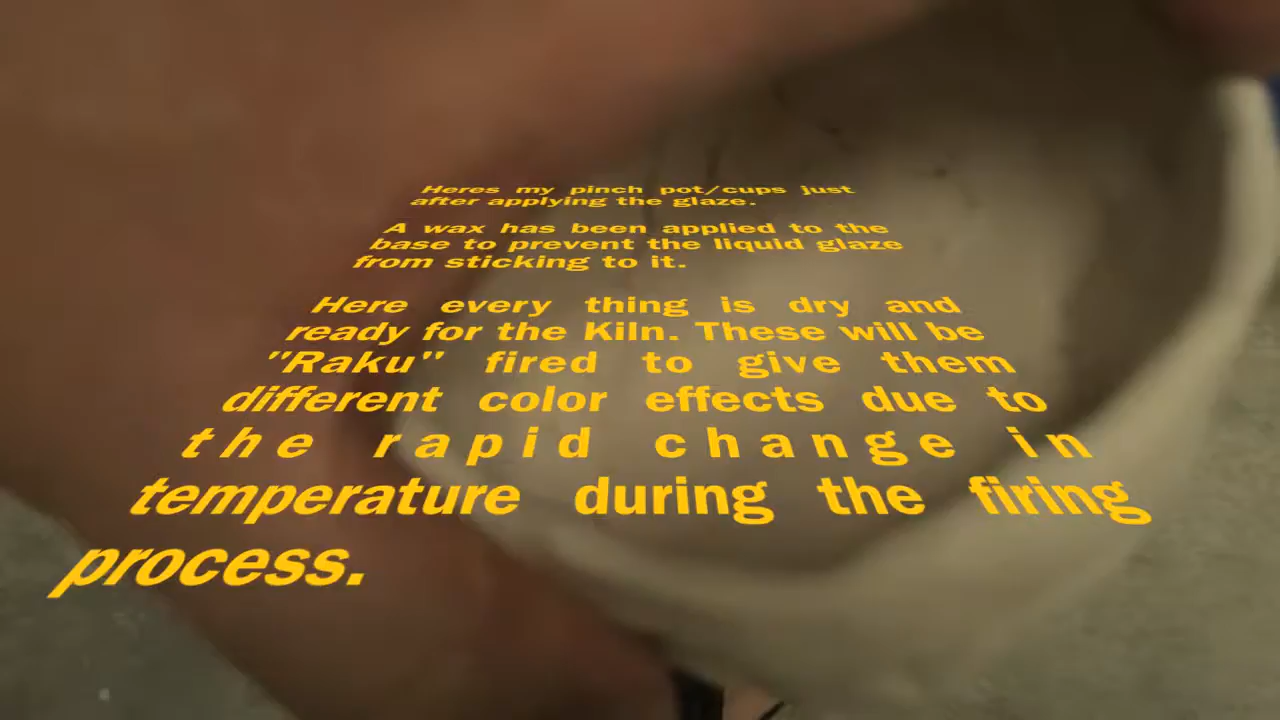 Heres my pinch pot/cups just
after applying the glaze.
A wax has been applied to the
base to prevent the liquid glaze
from sticking to it.
Here every thing is dry and
ready for the Kiln. These will be
"Raku" fired to give them
different color effects due to
the rapid change in
temperature during the firing
process.